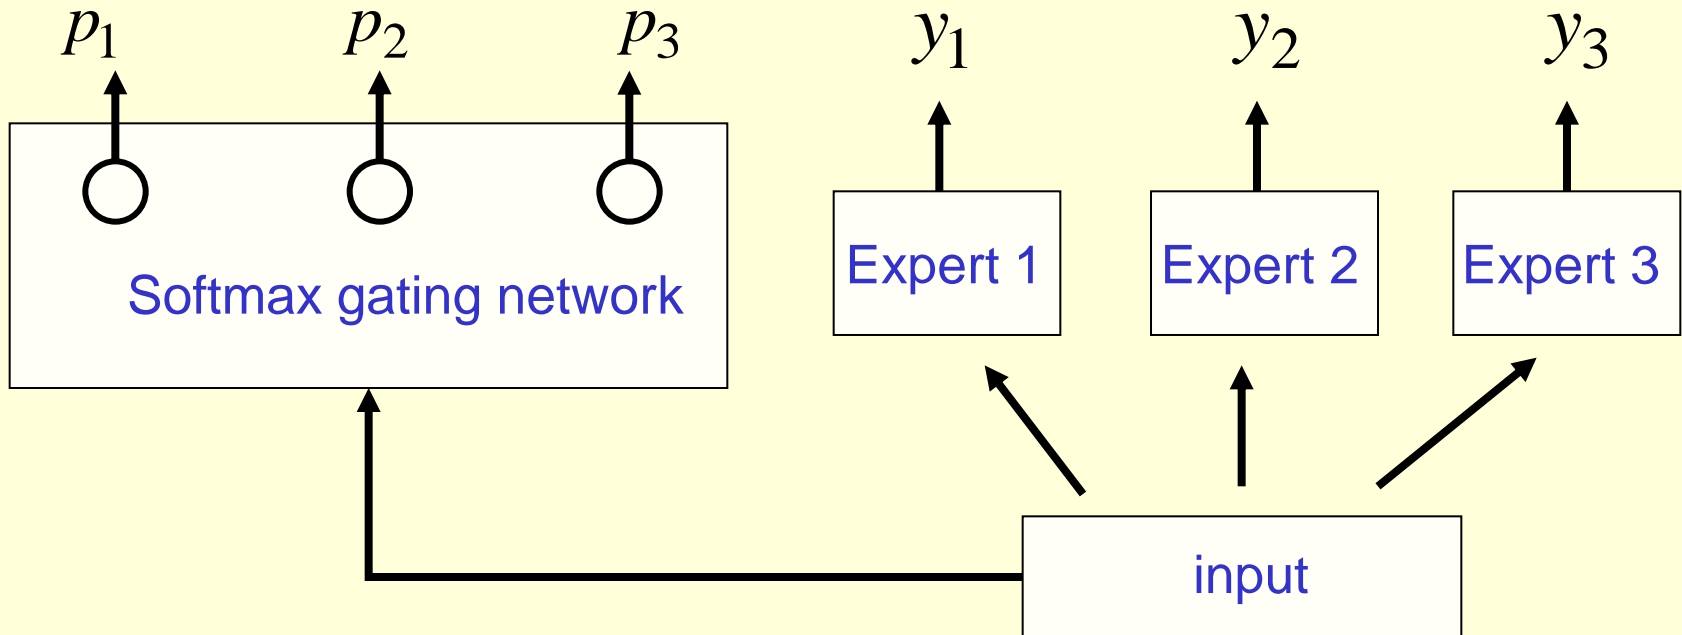 p1 p2 p3 y1 y2 y3
Expert 1 Expert 2 Expert 3
Softmax gating network
input